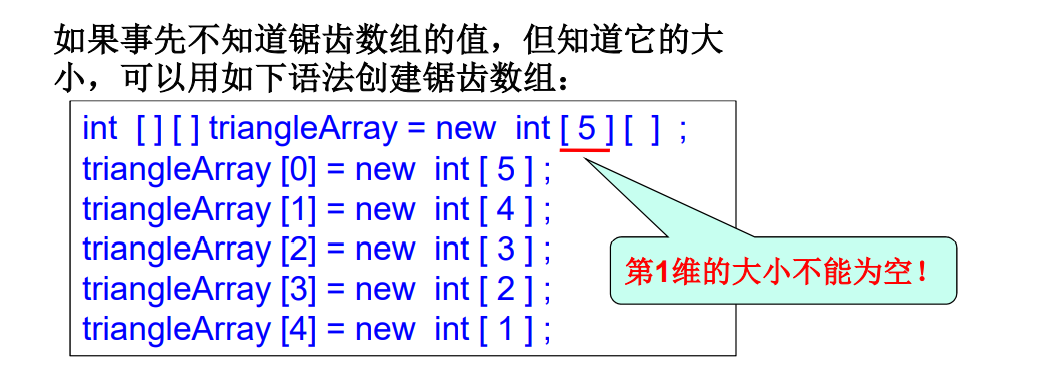 如果事先不知道锯齿数组的值，但知道它的大
小，可以用如下语法创建锯齿数组：
int [ ] [ ] triangleArray = new int [ 5 ] [ ] ;
triangleArray [0] = new int [ 5 ] ;
triangleArray [1] = new int [ 4 ] ;
triangleArray [2] = new int [ 3 ] ;
triangleArray [3] = new int [ 2 ] ;
triangleArray [4] = new int [ 1 ] ;
第1维的大小不能为空！